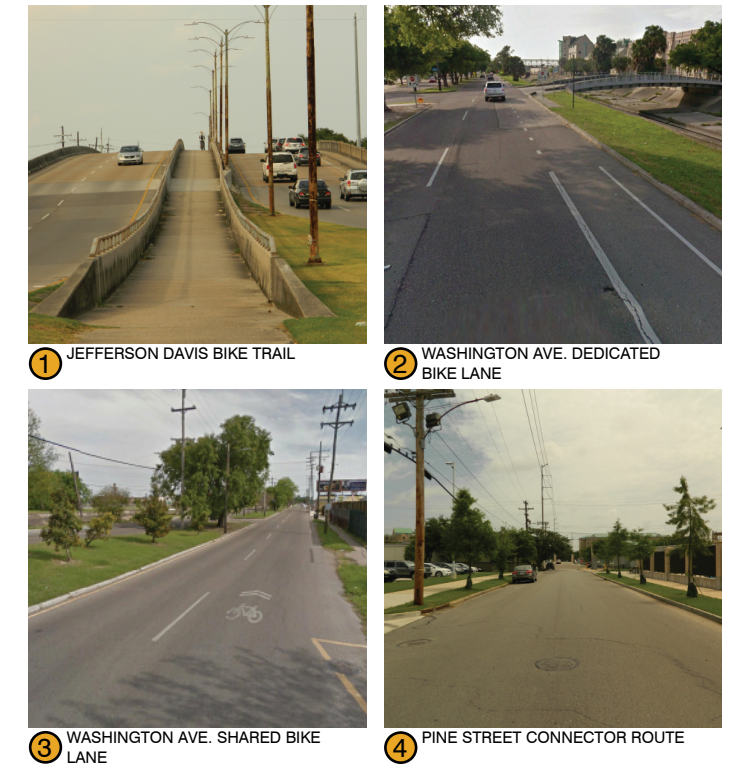 1 JEFFERSON DAVIS BIKE TRAIL
2 WASHINGTON AVE. DEDICATED
BIKE LANE
3 WASHINGTON AVE. SHARED BIKE
LANE
4 PINE STREET CONNECTOR ROUTE